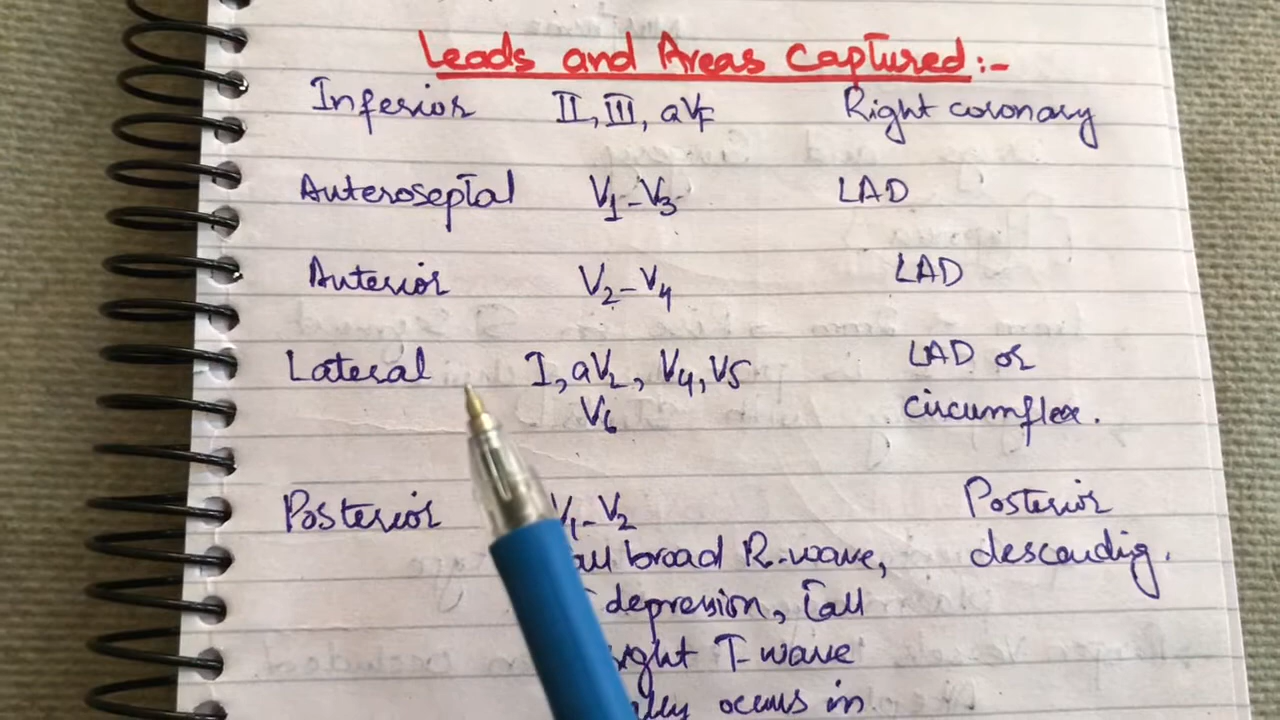 Leads and Areas Captured:-
Inferior II, III, aVF Right coronary
Anteroseptal V1-V3 LAD
Anterior V2-V4 LAD
Lateral I, aVL, V4, V5 LAD or
V6 circumflex.
Posterior V1-V2 Posterior
broad R-wave, descending.
depression, Tall
T-wave
occurs in